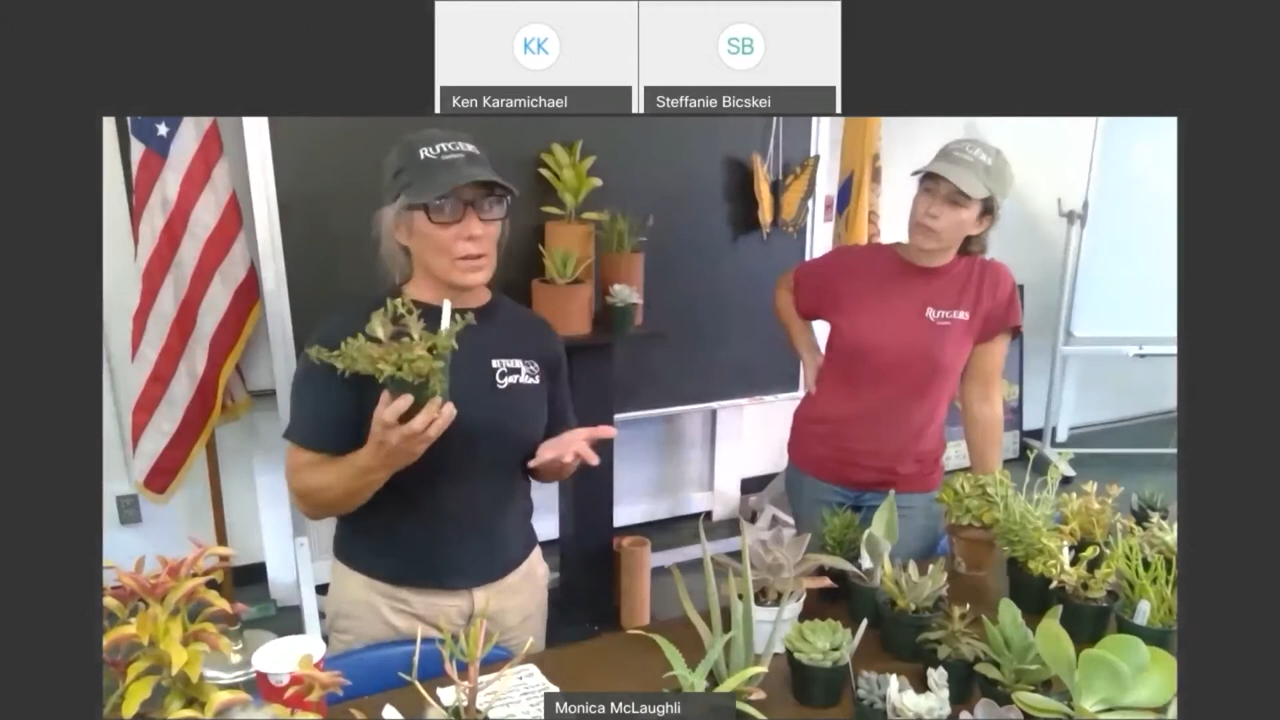 KK
SB
Ken Karamichael
Steffanie Bicskei
RUTGERS
RUTGERS
RUTGERS
Gardens
RUTGERS
Monica McLaughli